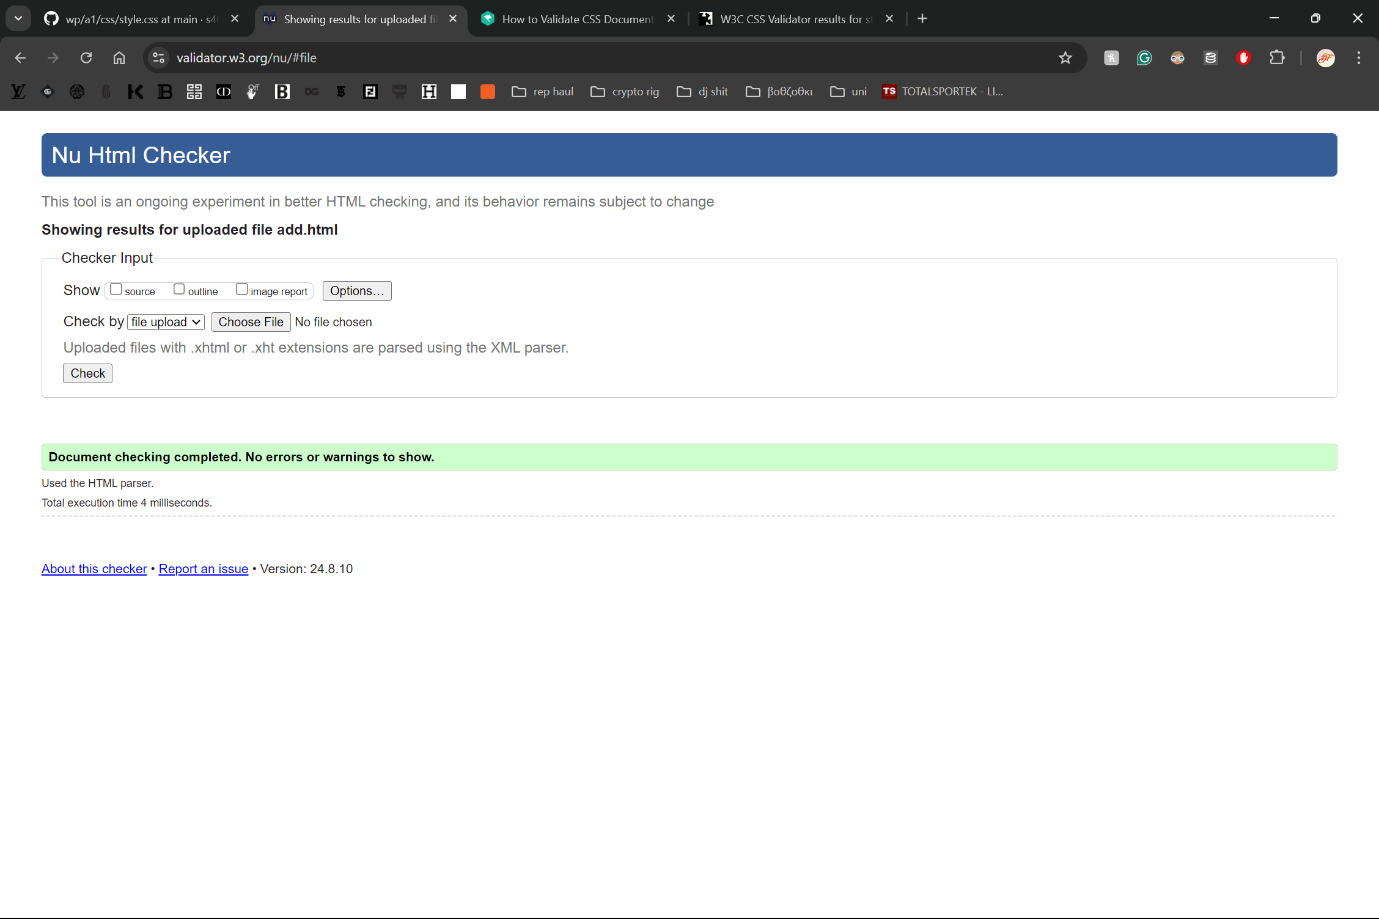 wp/a1/css/style.css at main · s4
Showing results for uploaded fi
How to Validate CSS Document
W3C CSS Validator results for s
validator.w3.org/nu/#file
rep haul
crypto rig
dj shit
βοθζοθκι
uni
TS TOTALSPORTEK - LI...
Nu Html Checker
This tool is an ongoing experiment in better HTML checking, and its behavior remains subject to change
Showing results for uploaded file add.html
Checker Input
Show source outline image report Options...
Check by file upload Choose File No file chosen
Uploaded files with .xhtml or .xht extensions are parsed using the XML parser.
Check
Document checking completed. No errors or warnings to show.
Used the HTML parser.
Total execution time 4 milliseconds.
About this checker • Report an issue • Version: 24.8.10